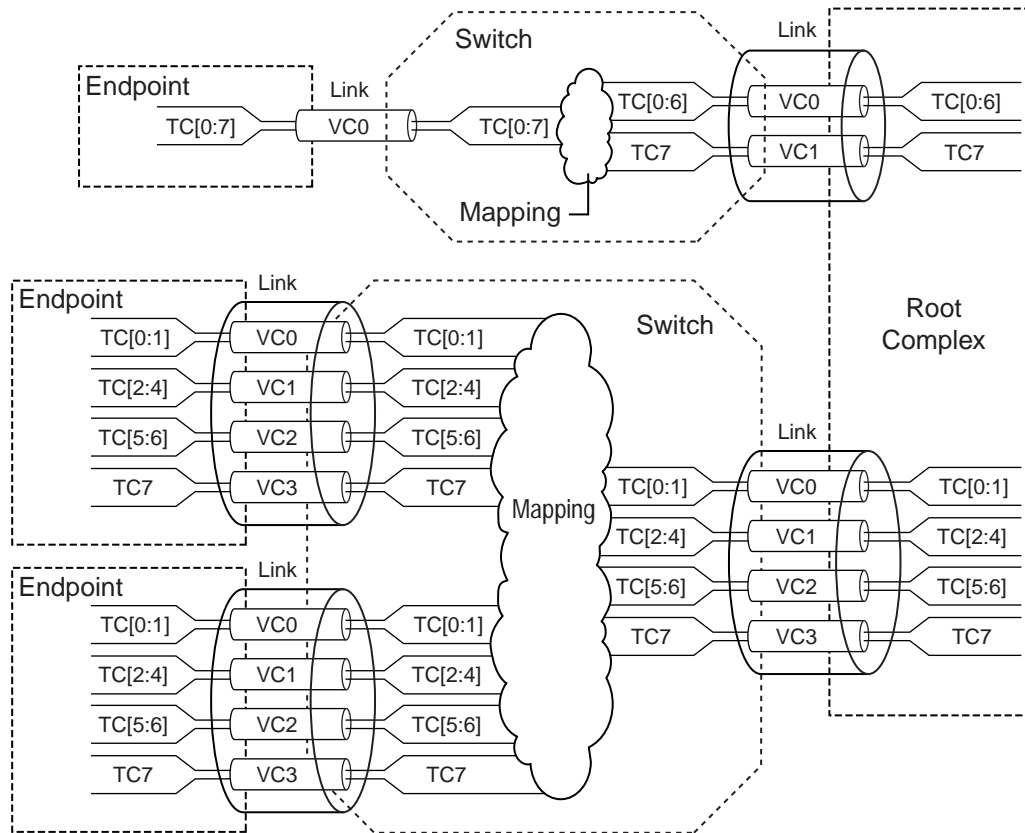 Switch
Link
Endpoint
Link
TC[0:7]
VC0
TC[0:7]
TC[0:6]
VC0
TC[0:6]
TC7
VC1
TC7
Mapping
Endpoint
Link
Switch
Root
Complex
TC[0:1]
VC0
TC[0:1]
TC[2:4]
VC1
TC[2:4]
TC[5:6]
VC2
TC[5:6]
TC7
VC3
TC7
Mapping
Link
TC[0:1]
VC0
TC[0:1]
TC[2:4]
VC1
TC[2:4]
TC[5:6]
VC2
TC[5:6]
TC7
VC3
TC7
Endpoint
Link
TC[0:1]
VC0
TC[0:1]
TC[2:4]
VC1
TC[2:4]
TC[5:6]
VC2
TC[5:6]
TC7
VC3
TC7